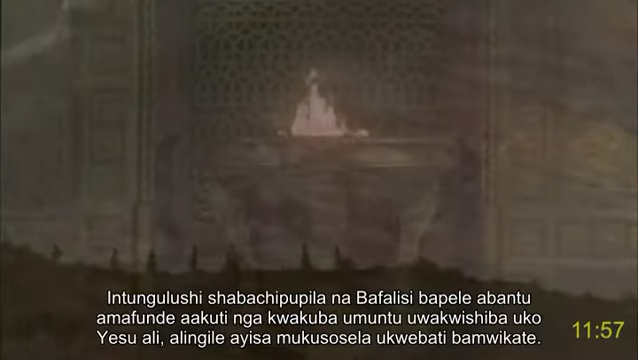 Intungulushi shabachipupila na Bafalisi bapele abantu
amafunde aakuti nga kwakuba umuntu uwakwishiba uko
Yesu ali, alingile ayisa mukusosela ukwebati bamwikate.
11:57